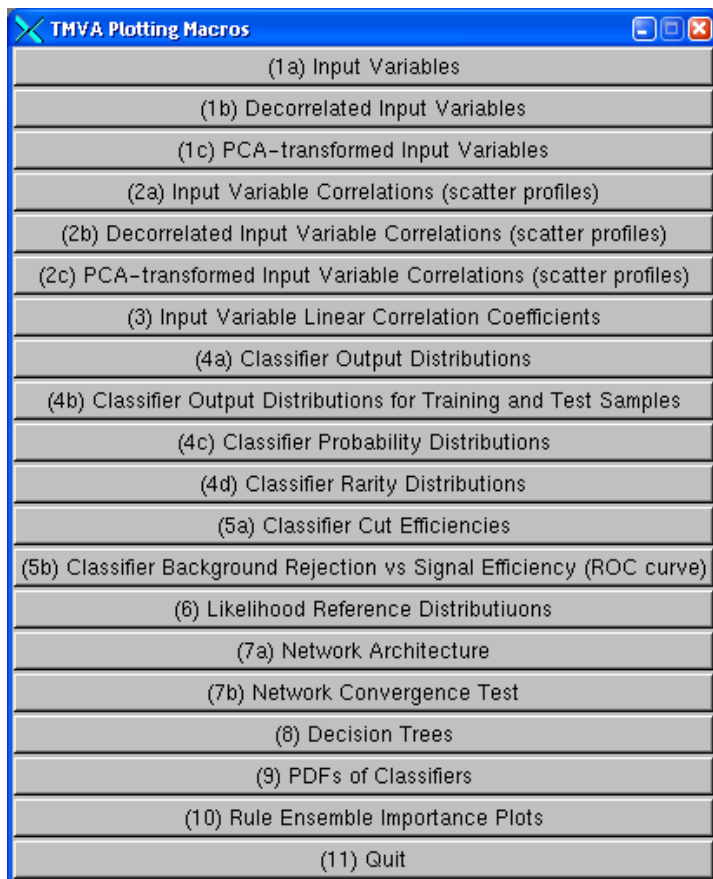 TMVA Plotting Macros
(1a) Input Variables
(1b) Decorrelated Input Variables
(1c) PCA-transformed Input Variables
(2a) Input Variable Correlations (scatter profiles)
(2b) Decorrelated Input Variable Correlations (scatter profiles)
(2c) PCA-transformed Input Variable Correlations (scatter profiles)
(3) Input Variable Linear Correlation Coefficients
(4a) Classifier Output Distributions
(4b) Classifier Output Distributions for Training and Test Samples
(4c) Classifier Probability Distributions
(4d) Classifier Rarity Distributions
(5a) Classifier Cut Efficiencies
(5b) Classifier Background Rejection vs Signal Efficiency (ROC curve)
(6) Likelihood Reference Distributiuons
(7a) Network Architecture
(7b) Network Convergence Test
(8) Decision Trees
(9) PDFs of Classifiers
(10) Rule Ensemble Importance Plots
(11) Quit